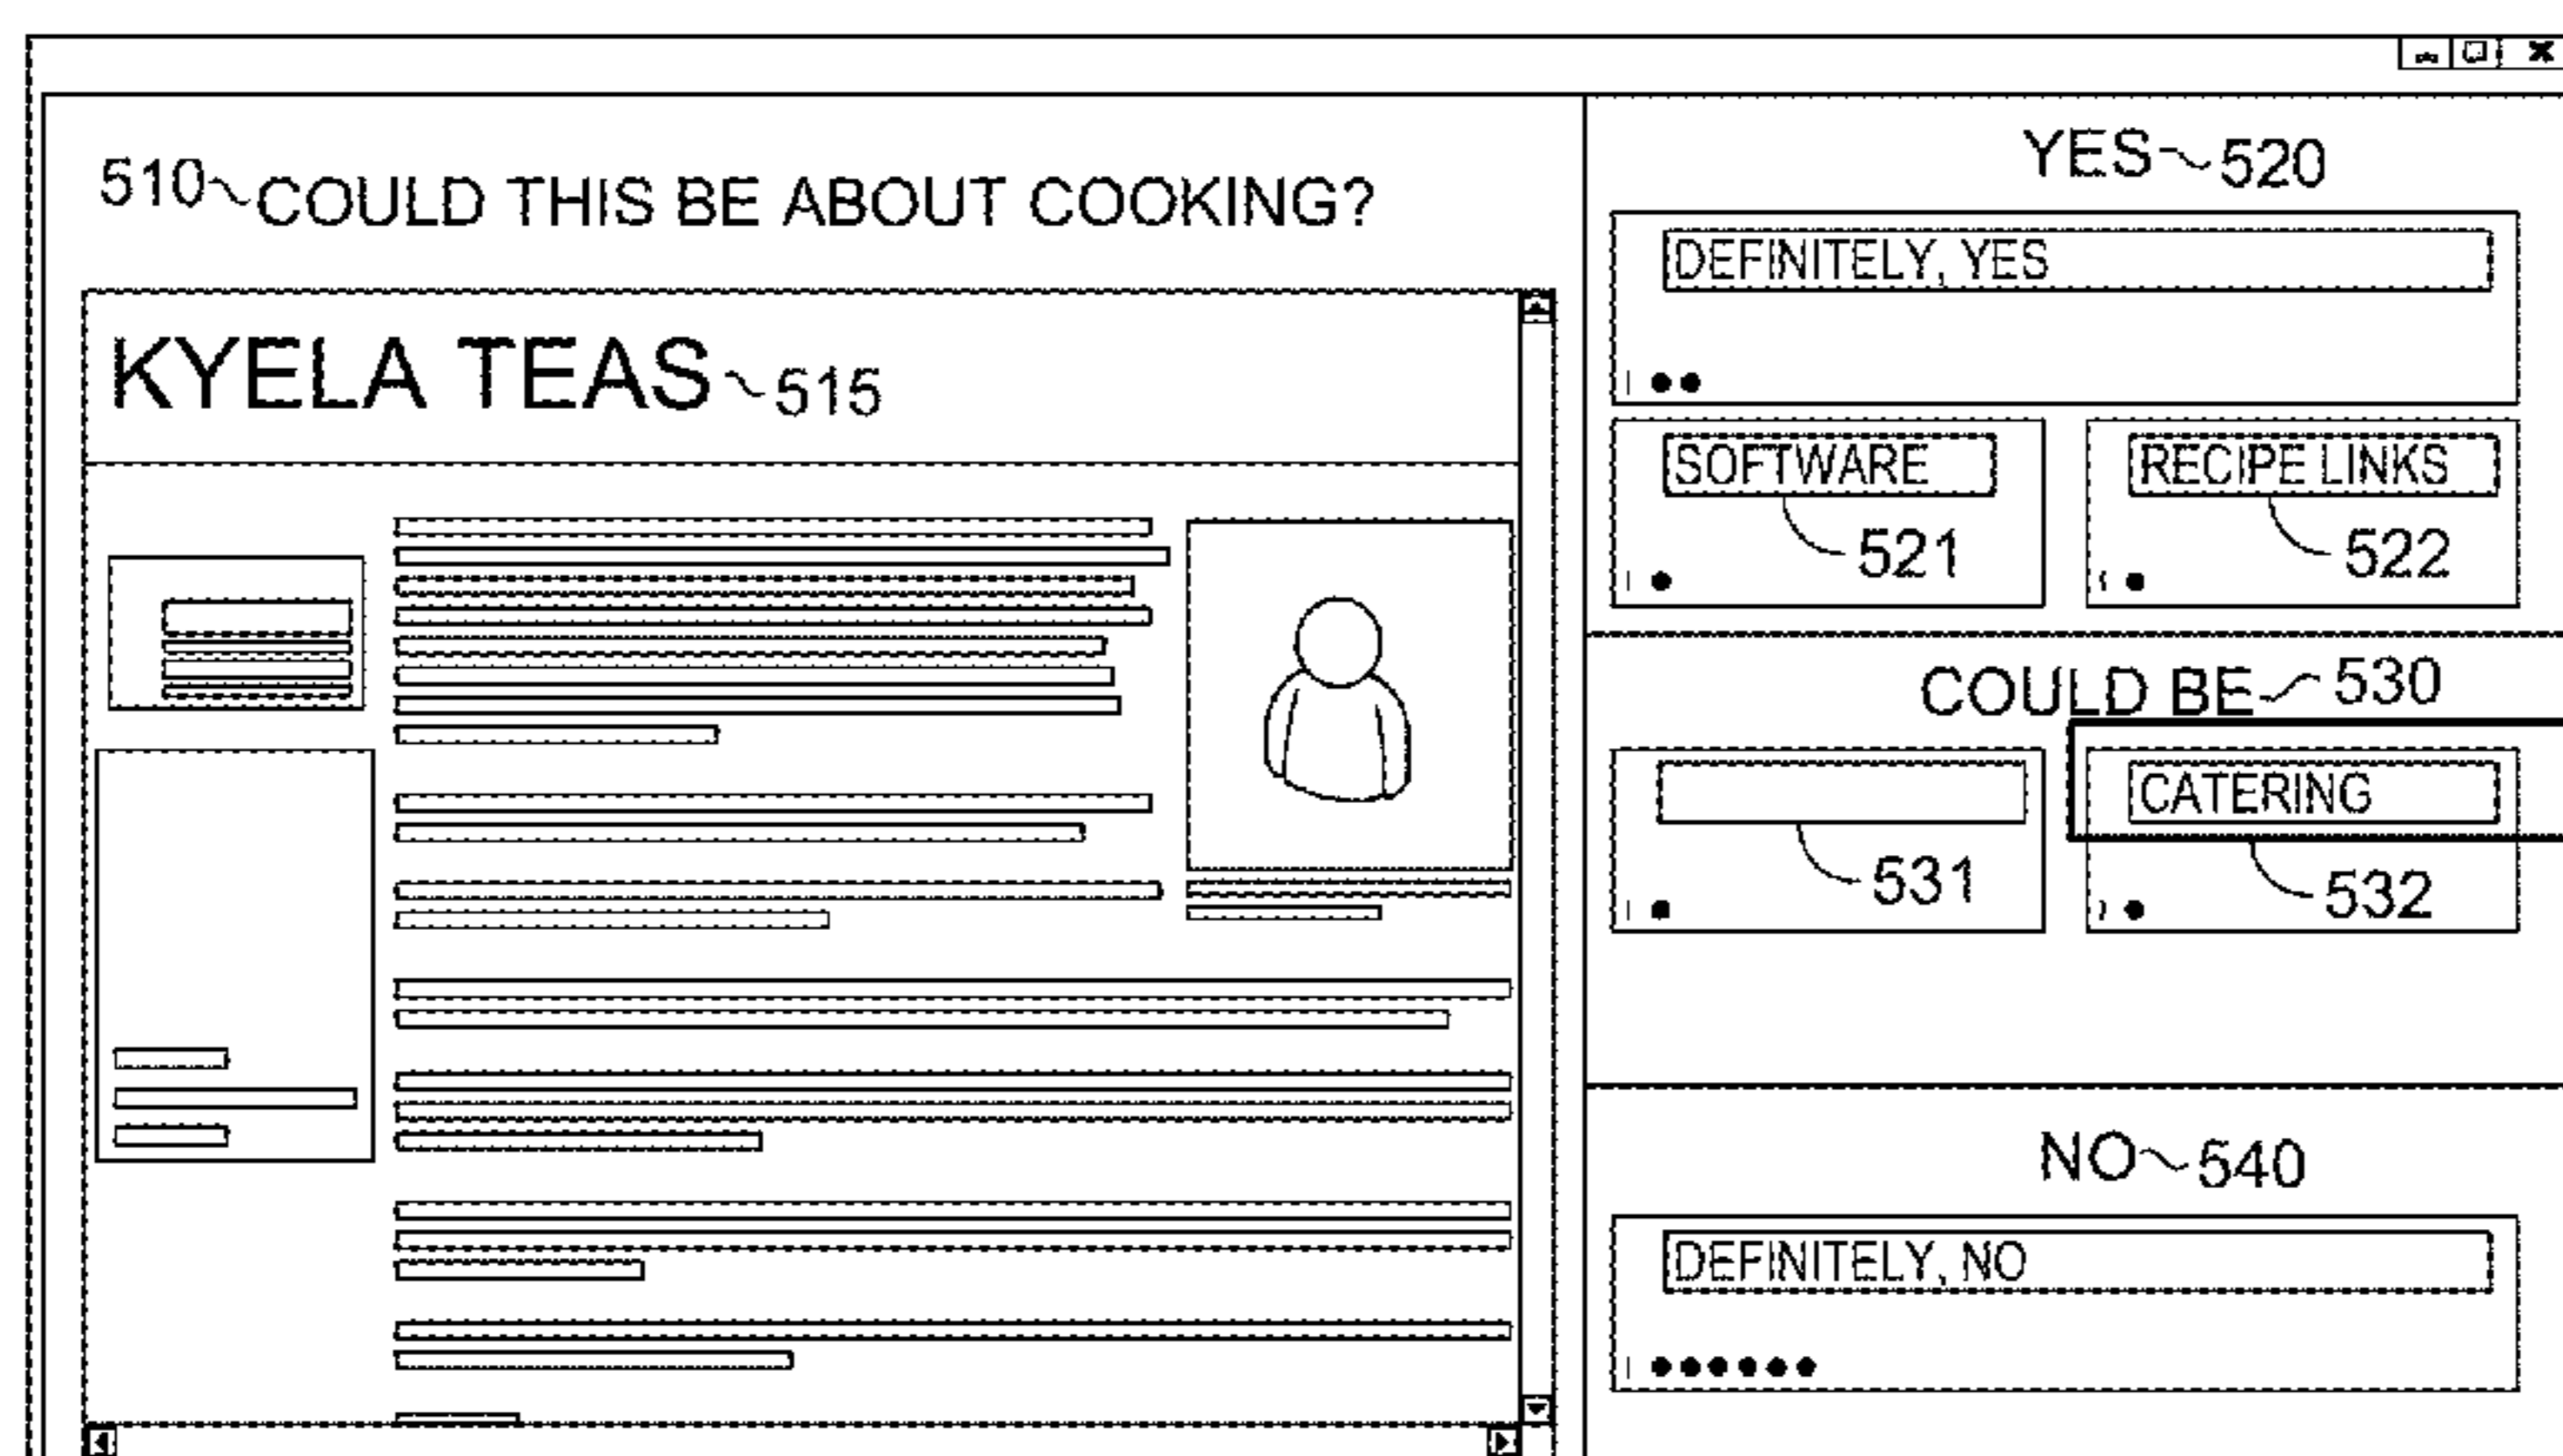 510 COULD THIS BE ABOUT COOKING?
KYELA TEAS 515
YES 520
DEFINITELY, YES
SOFTWARE
521
RECIPE LINKS
522
COULD BE 530
531
CATERING
532
NO 540
DEFINITELY, NO